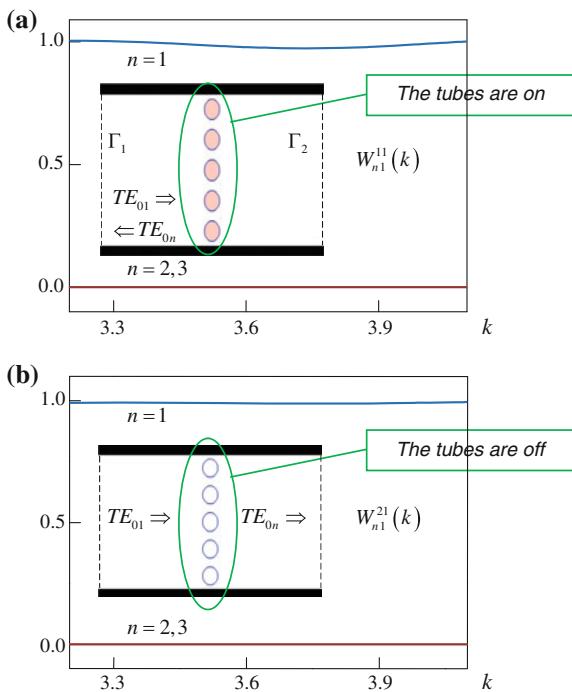 (a)
1.0
n = 1
The tubes are on
Γ₁
Γ₂
W¹¹ₙ₁(k)
0.5
TE₀₁ ⇒
⇐ TE₀ₙ
n = 2,3
0.0
3.3
3.6
3.9
k
(b)
1.0
n = 1
The tubes are off
TE₀₁ ⇒
TE₀ₙ ⇒
W²¹ₙ₁(k)
0.5
n = 2,3
0.0
3.3
3.6
3.9
k